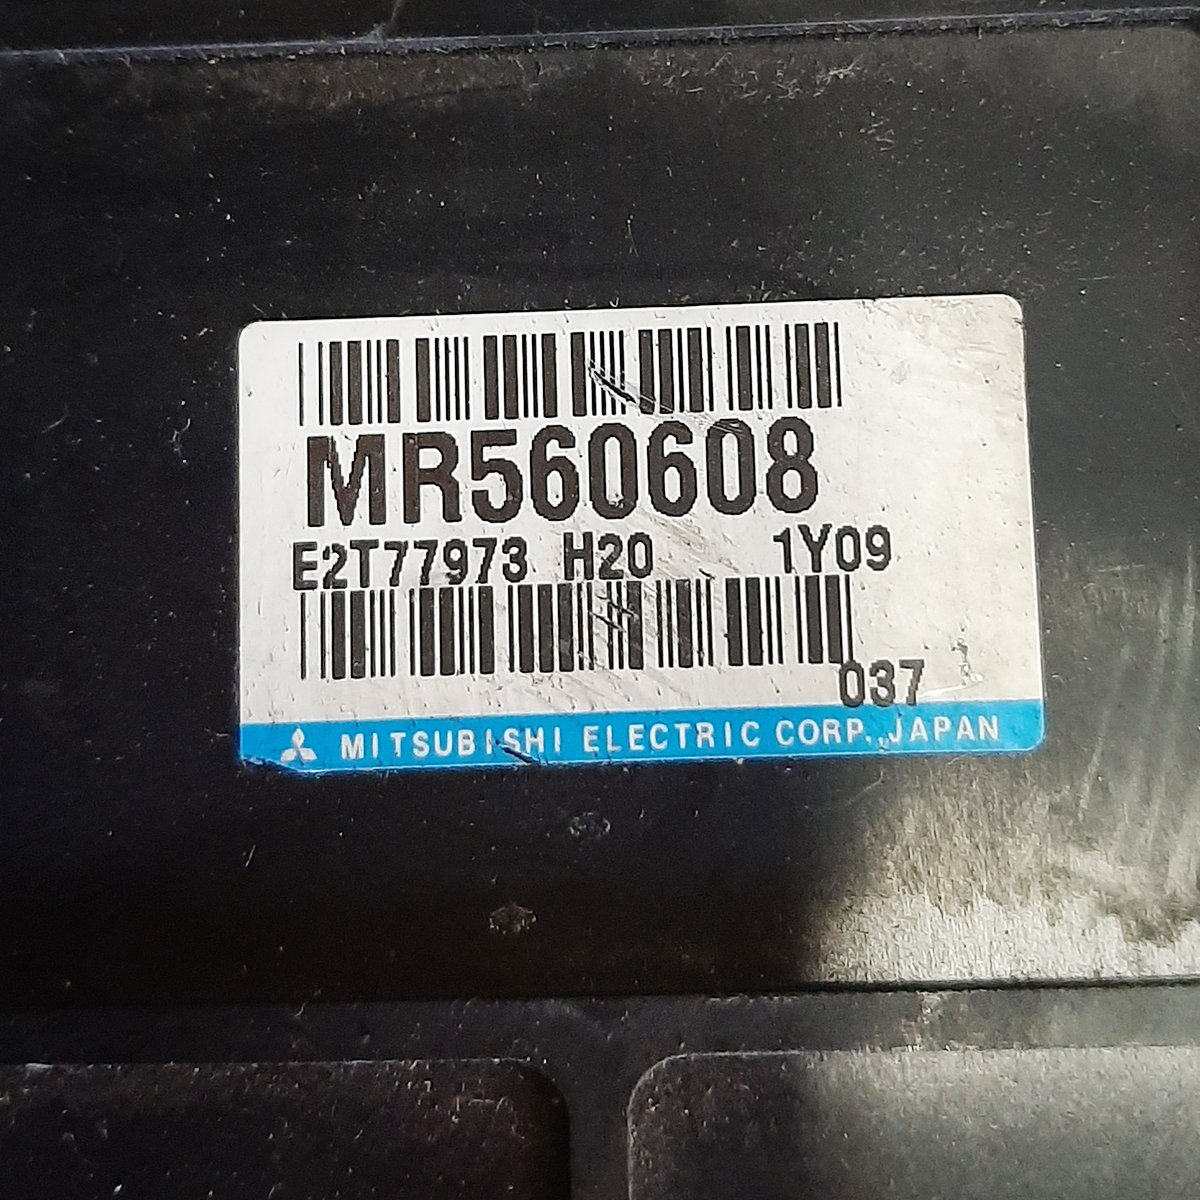 MR560608
E2T77973 H20 1Y09
037
MITSUBISHI ELECTRIC CORP. JAPAN